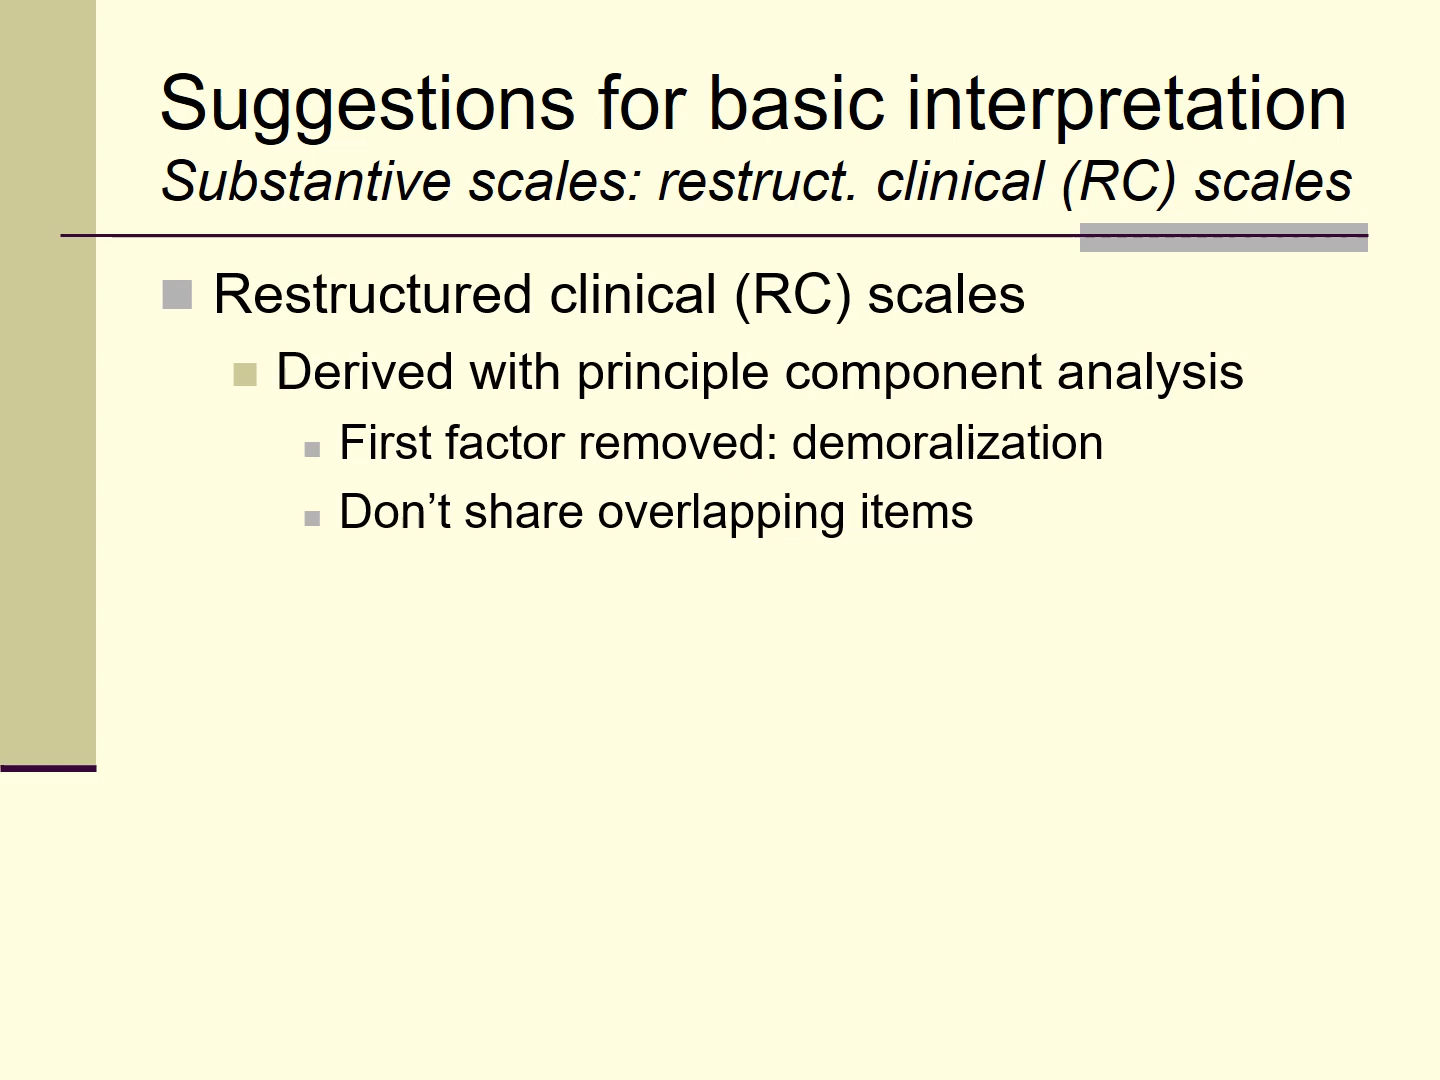 Suggestions for basic interpretation
Substantive scales: restruct. clinical (RC) scales
Restructured clinical (RC) scales
Derived with principle component analysis
First factor removed: demoralization
Don’t share overlapping items